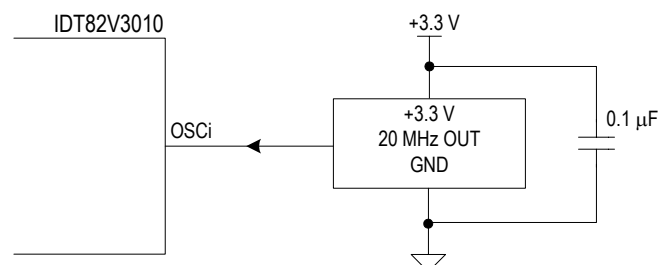 IDT82V3010
+3.3 V
OSCi
+3.3 V
20 MHz OUT
GND
0.1 μF